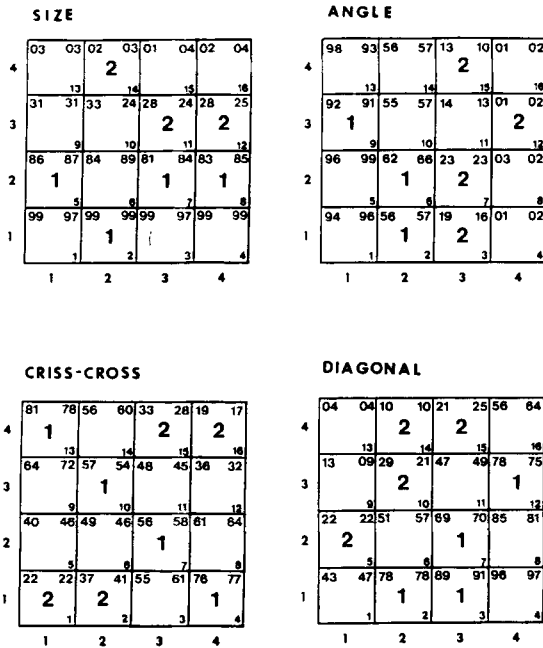 SIZE
4 03 03 02 03 01 04 02 04
2
13 14 15 16
3 31 31 33 24 28 24 28 25
2 2
9 10 11 12
2 86 87 84 89 81 84 83 85
1 1 1
5 6 7 8
1 99 97 99 99 99 97 99 99
1
1 2 3 4
1 2 3 4
ANGLE
4 98 93 56 57 13 10 01 02
2
13 14 15 16
3 92 91 55 57 14 13 01 02
1 2
9 10 11 12
2 96 99 62 66 23 23 03 02
1 2
5 6 7 8
1 94 96 56 57 19 16 01 02
1 2
1 2 3 4
1 2 3 4
CRISS-CROSS
4 81 78 56 60 33 28 19 17
1 2 2
13 14 15 16
3 64 72 57 54 48 45 36 32
1
9 10 11 12
2 40 46 49 46 56 58 61 64
1
5 6 7 8
1 22 22 37 41 55 61 76 77
2 2 1
1 2 3 4
1 2 3 4
DIAGONAL
4 04 04 10 10 21 25 56 64
2 2
13 14 15 16
3 13 09 29 21 47 49 78 75
2 1
9 10 11 12
2 22 22 51 57 69 70 85 81
2 1
5 6 7 8
1 43 47 78 78 89 91 96 97
1 1
1 2 3 4
1 2 3 4